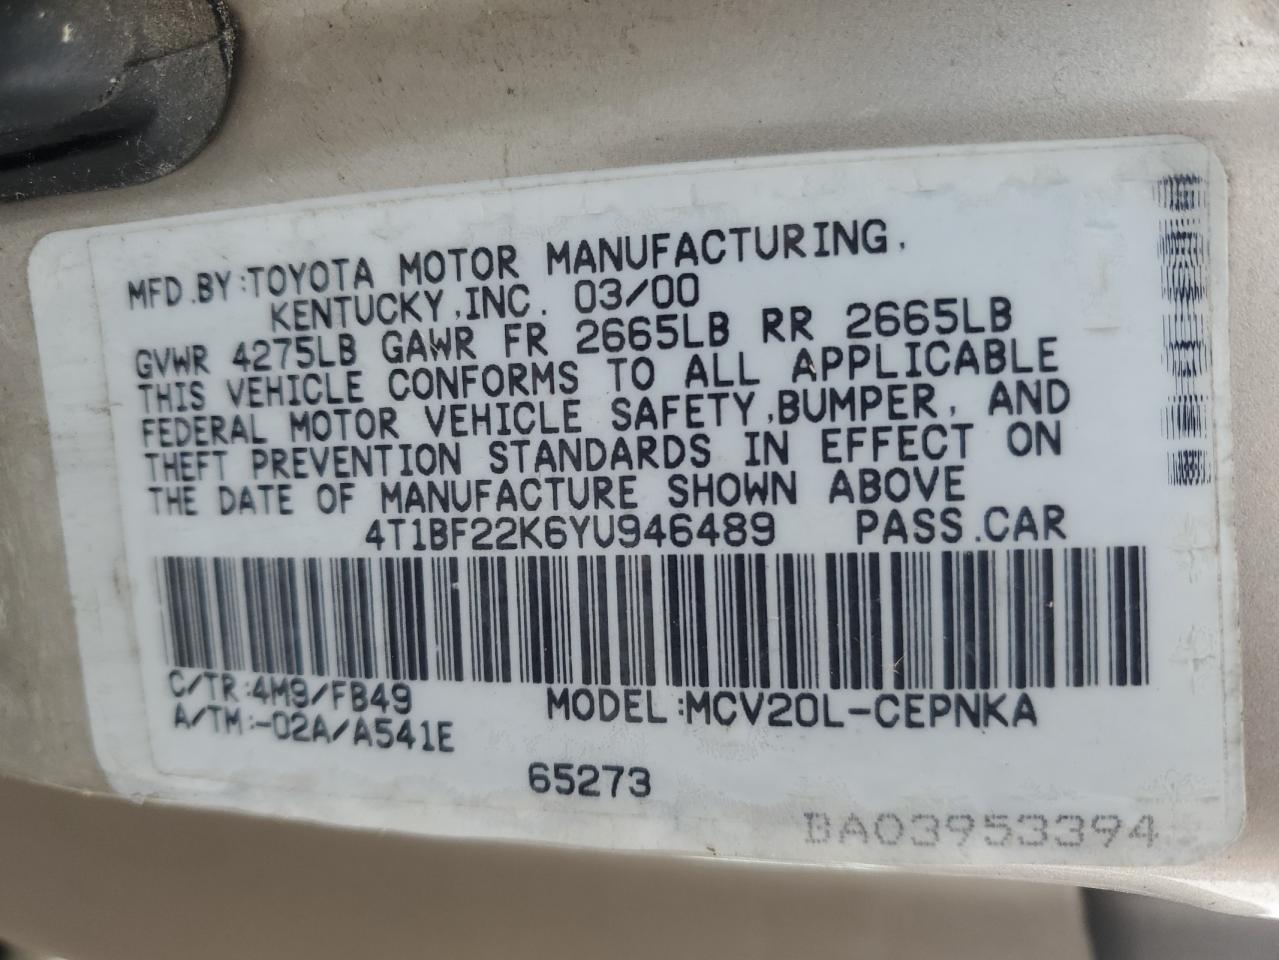 MFD.BY:TOYOTA MOTOR MANUFACTURING,
KENTUCKY,INC. 03/00
GVWR 4275LB GAWR FR 2665LB RR 2665LB
THIS VEHICLE CONFORMS TO ALL APPLICABLE
FEDERAL MOTOR VEHICLE SAFETY,BUMPER, AND
THEFT PREVENTION STANDARDS IN EFFECT ON
THE DATE OF MANUFACTURE SHOWN ABOVE
4T1BF22K6YU946489 PASS.CAR
C/TR:4M9/FB49 MODEL:MCV20L-CEPNKA
A/TM:-02A/A541E
65273
BA03953394